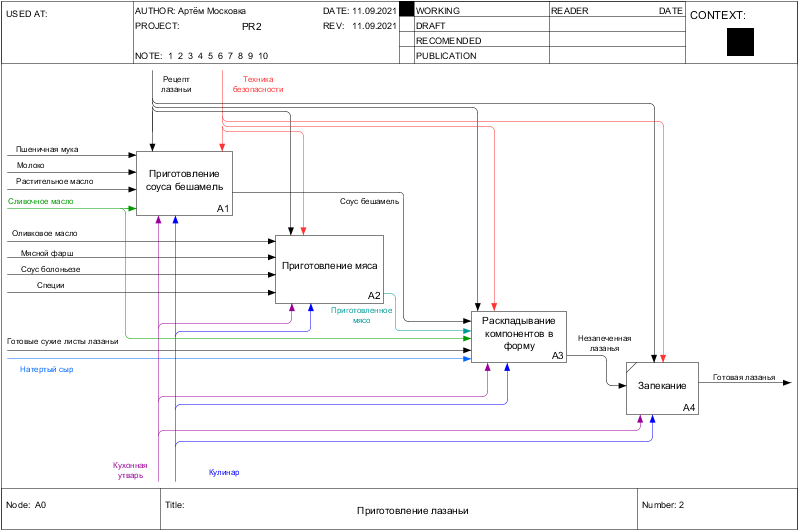 USED AT:
AUTHOR: Артём Московка
DATE: 11.09.2021
PROJECT: PR2
REV: 11.09.2021
NOTE: 1 2 3 4 5 6 7 8 9 10
WORKING
DRAFT
RECOMENDED
PUBLICATION
READER DATE
CONTEXT:
Рецепт
лазаньи
Техника
безопасности
Пшеничная мука
Молоко
Растительное масло
Сливочное масло
Приготовление
соуса бешамель
A1
Соус бешамель
Оливковое масло
Мясной фарш
Соус болоньезе
Специи
Приготовление мяса
A2
Приготовленное
мясо
Готовые сухие листы лазаньи
Натертый сыр
Раскладывание
компонентов в
форму
A3
Незапеченная
лазанья
Запекание
A4
Готовая лазанья
Кухонная
утварь
Кулинар
Node: A0
Title:
Приготовление лазаньи
Number: 2